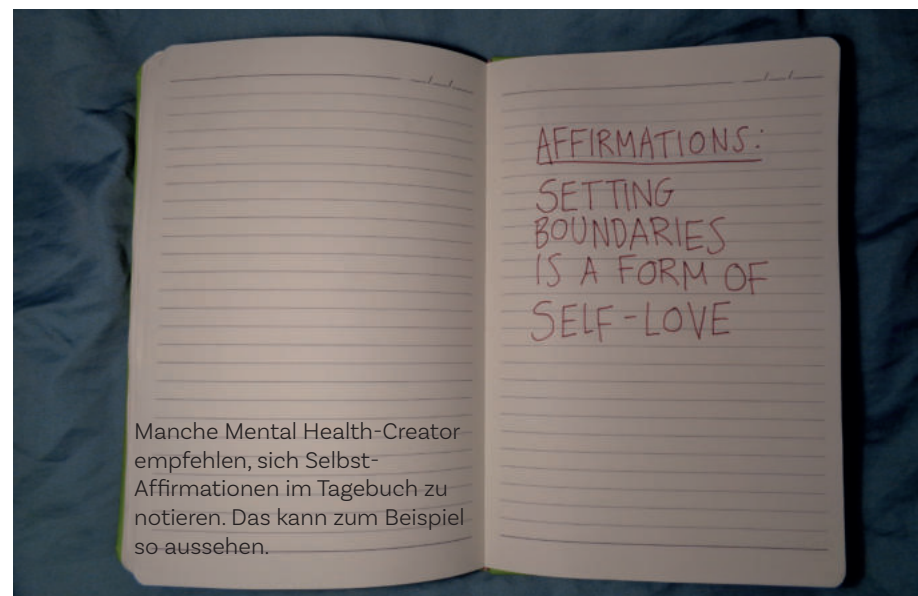 AFFIRMATIONS:
SETTING
BOUNDARIES
IS A FORM OF
SELF-LOVE
Manche Mental Health-Creator
empfehlen, sich Selbst-
Affirmationen im Tagebuch zu
notieren. Das kann zum Beispiel
so aussehen.